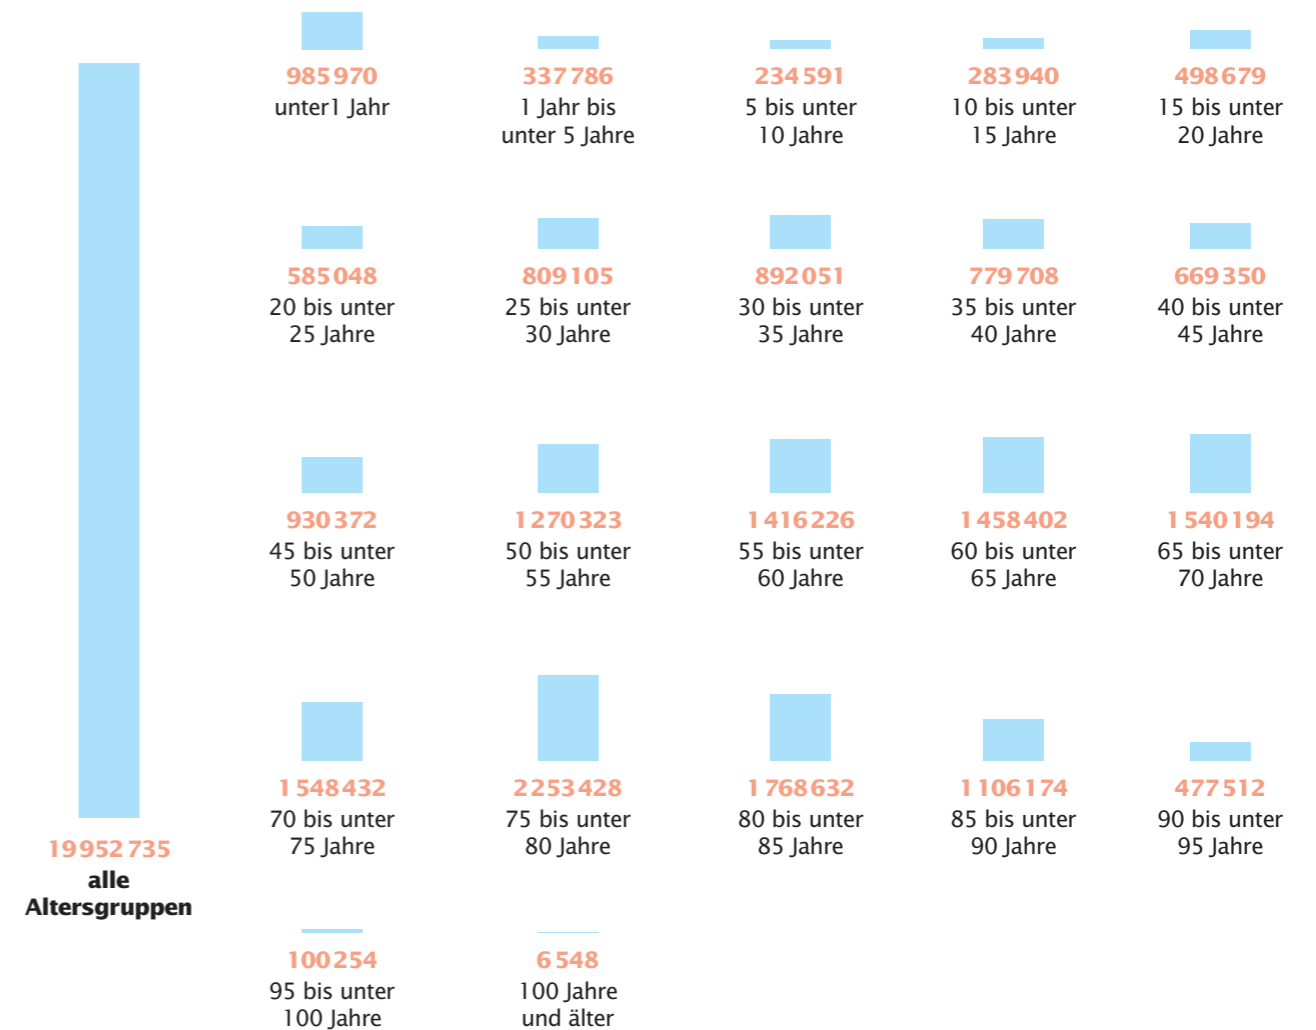 985 970
unter1 Jahr
337 786
1 Jahr bis
unter 5 Jahre
234 591
5 bis unter
10 Jahre
283 940
10 bis unter
15 Jahre
498 679
15 bis unter
20 Jahre
585 048
20 bis unter
25 Jahre
809 105
25 bis unter
30 Jahre
892 051
30 bis unter
35 Jahre
779 708
35 bis unter
40 Jahre
669 350
40 bis unter
45 Jahre
930 372
45 bis unter
50 Jahre
1 270 323
50 bis unter
55 Jahre
1 416 226
55 bis unter
60 Jahre
1 458 402
60 bis unter
65 Jahre
1 540 194
65 bis unter
70 Jahre
1 548 432
70 bis unter
75 Jahre
2 253 428
75 bis unter
80 Jahre
1 768 632
80 bis unter
85 Jahre
1 106 174
85 bis unter
90 Jahre
477 512
90 bis unter
95 Jahre
19 952 735
alle
Altersgruppen
100 254
95 bis unter
100 Jahre
6 548
100 Jahre
und älter